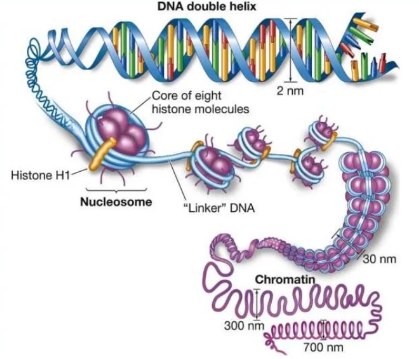 DNA double helix
2 nm
Core of eight
histone molecules
Histone H1
Nucleosome
"Linker" DNA
30 nm
Chromatin
300 nm
700 nm